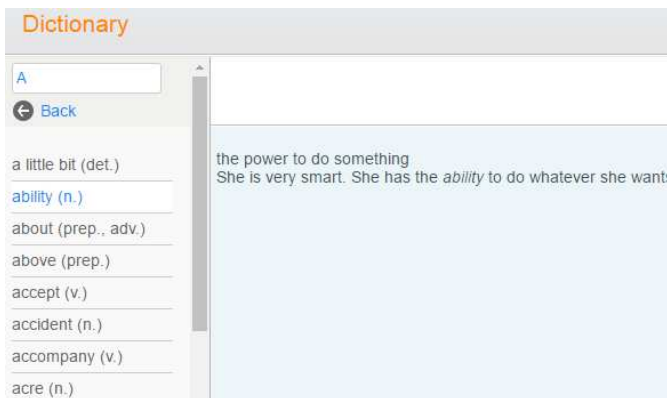 Dictionary
A
Back
a little bit (det.)
ability (n.)
about (prep., adv.)
above (prep.)
accept (v.)
accident (n.)
accompany (v.)
acre (n.)
the power to do something
She is very smart. She has the ability to do whatever she wants